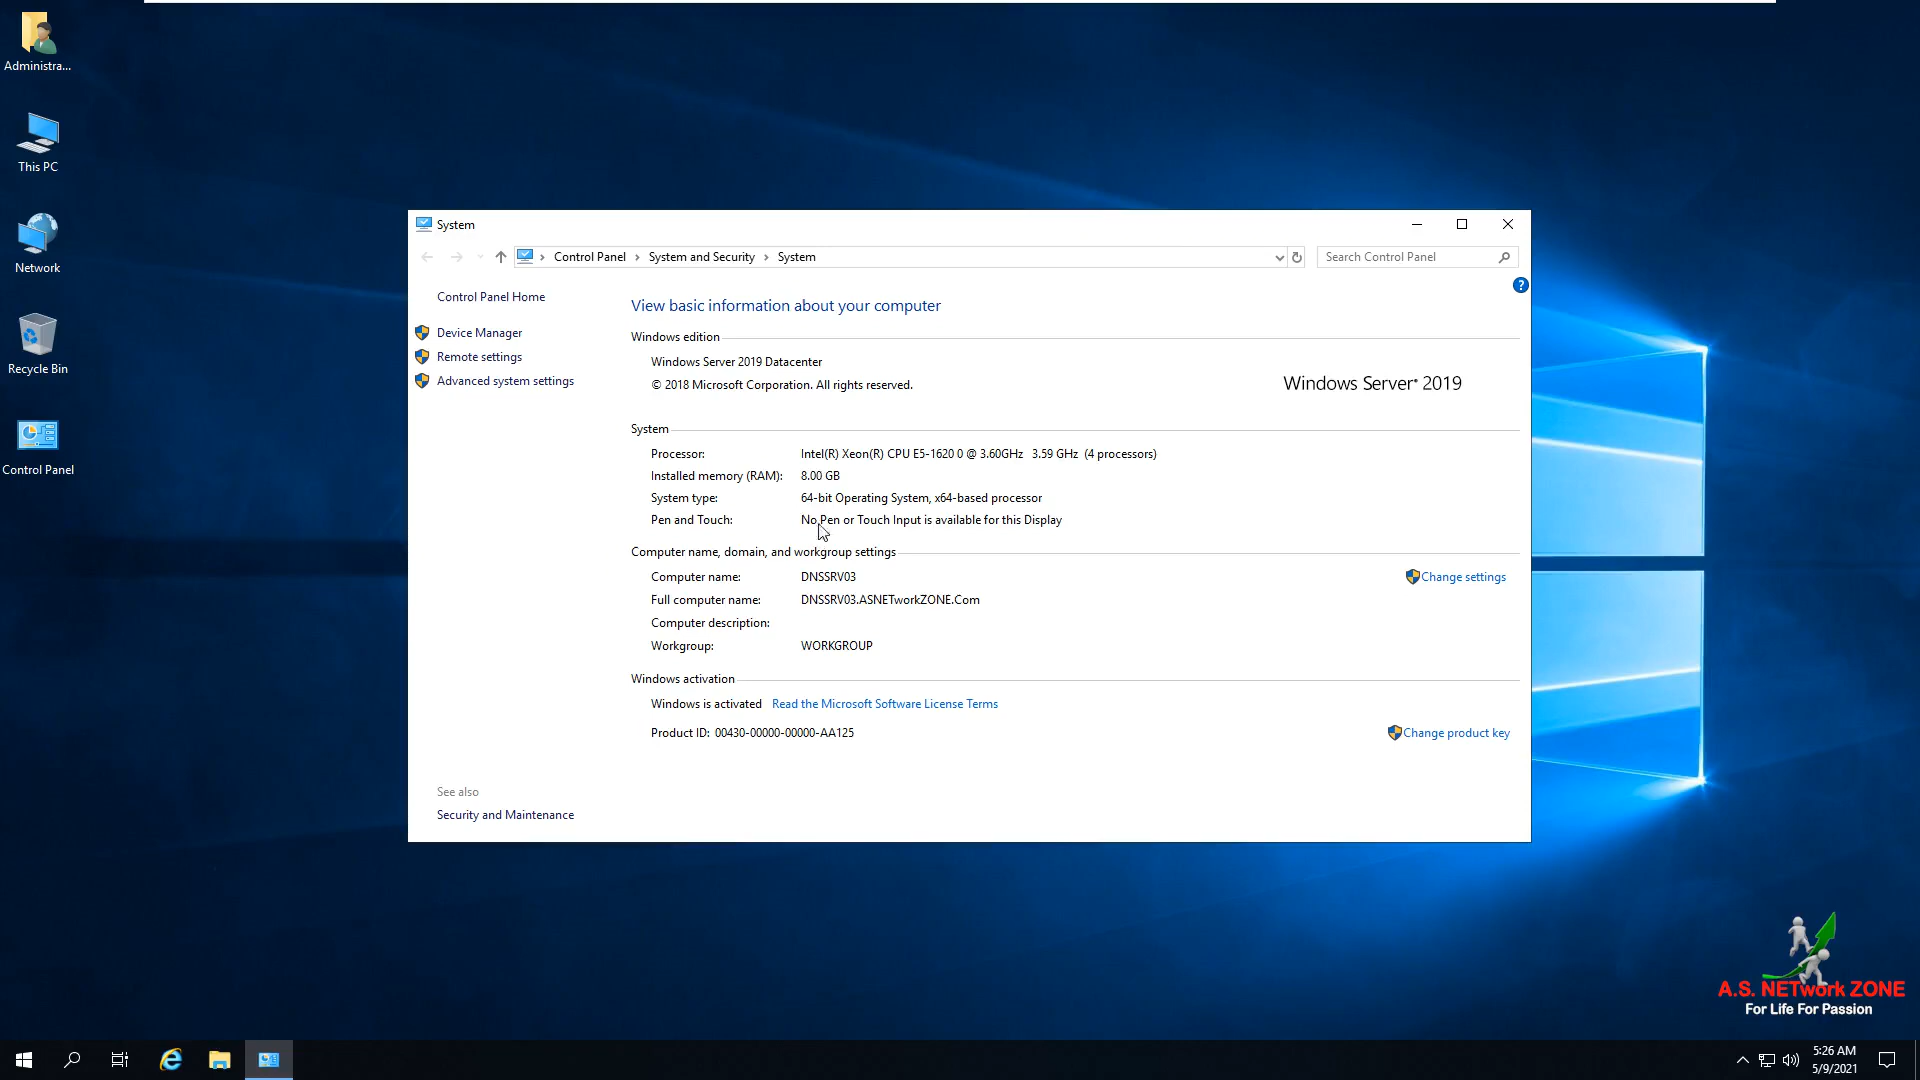 Administra...
This PC
Network
Recycle Bin
Control Panel
System
Control Panel > System and Security > System
Search Control Panel
?
Control Panel Home
Device Manager
Remote settings
Advanced system settings
View basic information about your computer
Windows edition
Windows Server 2019 Datacenter
© 2018 Microsoft Corporation. All rights reserved.
Windows Server® 2019
System
Processor: Intel(R) Xeon(R) CPU E5-1620 0 @ 3.60GHz 3.59 GHz (4 processors)
Installed memory (RAM): 8.00 GB
System type: 64-bit Operating System, x64-based processor
Pen and Touch: No Pen or Touch Input is available for this Display
Computer name, domain, and workgroup settings
Computer name: DNSSRV03 Change settings
Full computer name: DNSSRV03.ASNETworkZONE.Com
Computer description:
Workgroup: WORKGROUP
Windows activation
Windows is activated Read the Microsoft Software License Terms
Product ID: 00430-00000-00000-AA125 Change product key
See also
Security and Maintenance
A.S. NETwork ZONE
For Life For Passion
5:26 AM
5/9/2021